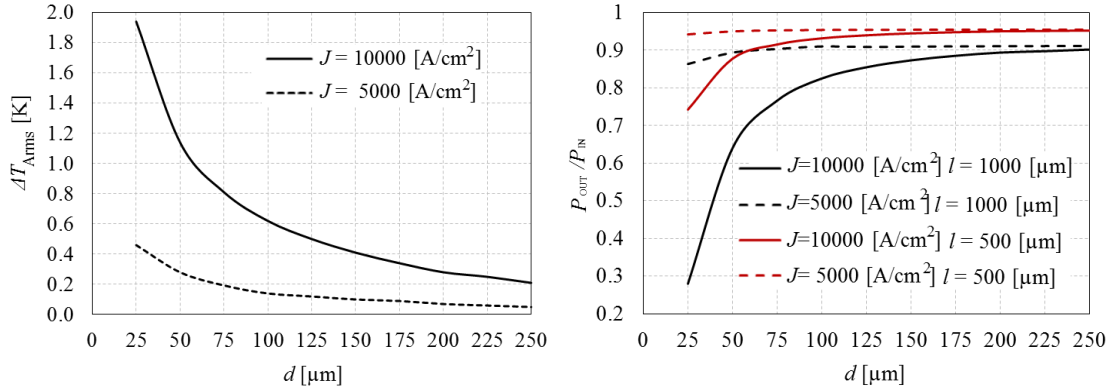 2.0
1.8
1.6
1.4
1.2
1.0
0.8
0.6
0.4
0.2
0.0
ΔT_Arms [K]
J = 10000 [A/cm²]
J = 5000 [A/cm²]
0 25 50 75 100 125 150 175 200 225 250
d [µm]
1
0.9
0.8
0.7
0.6
0.5
0.4
0.3
0.2
P_OUT /P_IN
J=10000 [A/cm²] l = 1000 [µm]
J=5000 [A/cm²] l = 1000 [µm]
J=10000 [A/cm²] l = 500 [µm]
J= 5000 [A/cm²] l = 500 [µm]
0 25 50 75 100 125 150 175 200 225 250
d [µm]